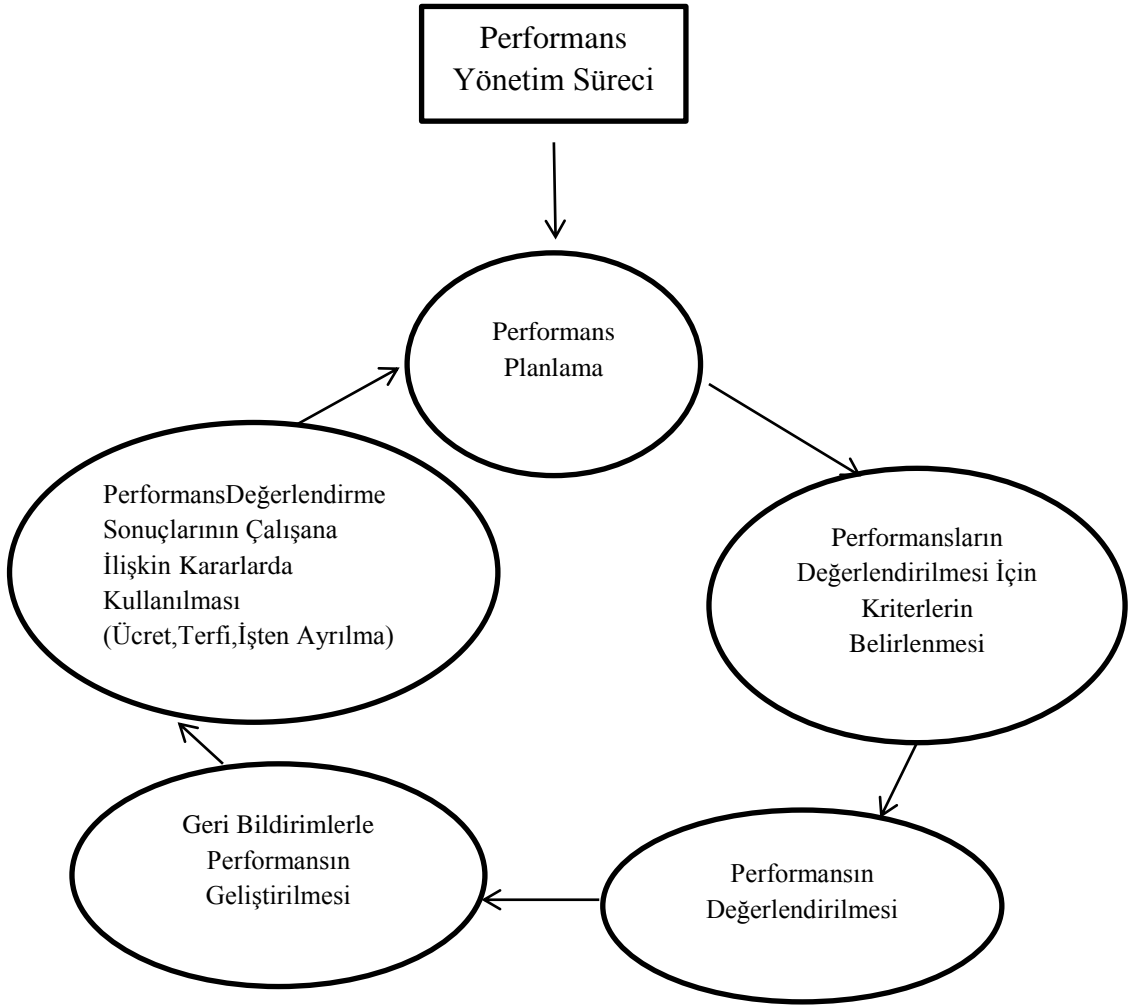 Performans
Yönetim Süreci
Performans
Planlama
Performansların
Değerlendirilmesi İçin
Kriterlerin
Belirlenmesi
Performansın
Değerlendirilmesi
Geri Bildirimlerle
Performansın
Geliştirilmesi
PerformansDeğerlendirme
Sonuçlarının Çalışana
İlişkin Kararlarda
Kullanılması
(Ücret,Terfi,İşten Ayrılma)